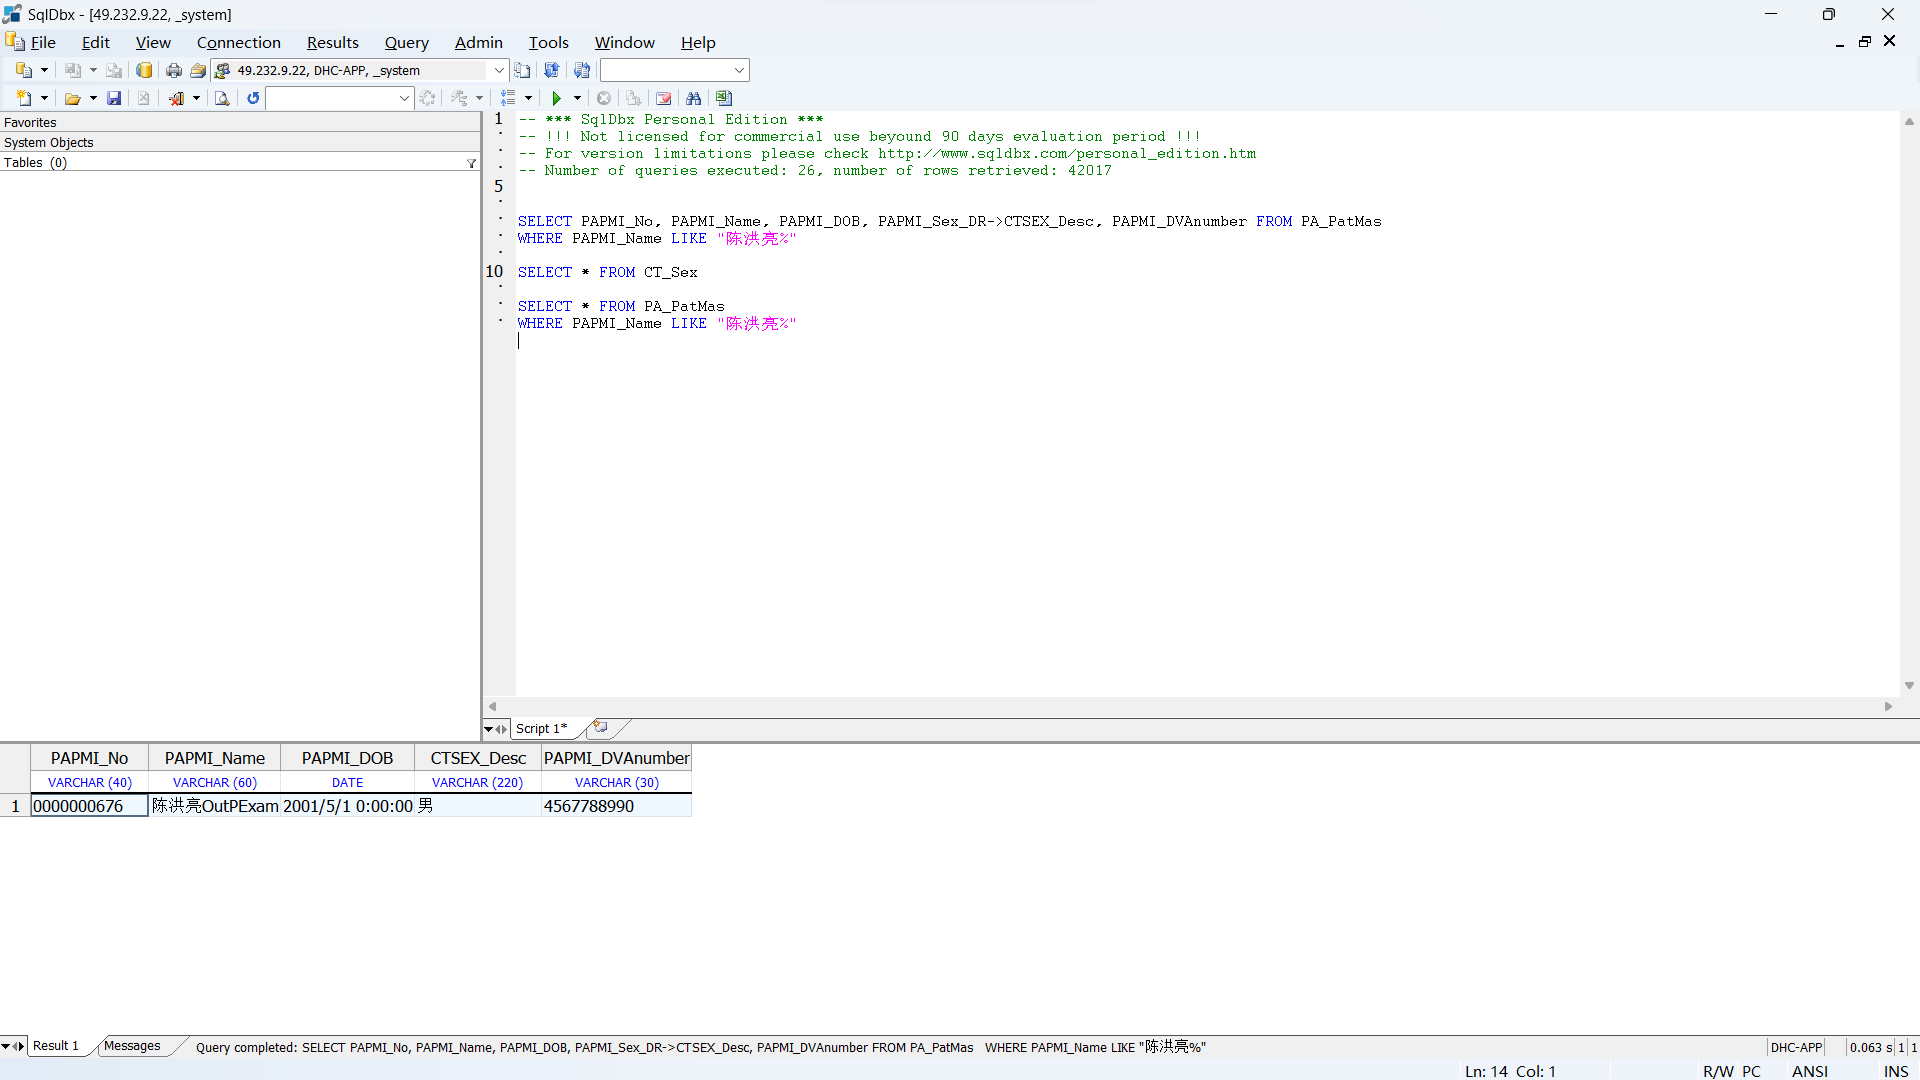 SqlDbx - [49.232.9.22, _system]
File Edit View Connection Results Query Admin Tools Window Help
49.232.9.22, DHC-APP, _system
Favorites
System Objects
Tables (0)
1 -- *** SqlDbx Personal Edition ***
-- !!! Not licensed for commercial use beyound 90 days evaluation period !!!
-- For version limitations please check http://www.sqldbx.com/personal_edition.htm
-- Number of queries executed: 26, number of rows retrieved: 42017
5
SELECT PAPMI_No, PAPMI_Name, PAPMI_DOB, PAPMI_Sex_DR->CTSEX_Desc, PAPMI_DVAnumber FROM PA_PatMas
WHERE PAPMI_Name LIKE "陈洪亮%"
10 SELECT * FROM CT_Sex
SELECT * FROM PA_PatMas
WHERE PAPMI_Name LIKE "陈洪亮%"
Script 1*
PAPMI_No PAPMI_Name PAPMI_DOB CTSEX_Desc PAPMI_DVAnumber
VARCHAR (40) VARCHAR (60) DATE VARCHAR (220) VARCHAR (30)
1 0000000676 陈洪亮OutPExam 2001/5/1 0:00:00 男 4567788990
Result 1 Messages Query completed: SELECT PAPMI_No, PAPMI_Name, PAPMI_DOB, PAPMI_Sex_DR->CTSEX_Desc, PAPMI_DVAnumber FROM PA_PatMas WHERE PAPMI_Name LIKE "陈洪亮%" DHC-APP 0.063 s 1 1
Ln: 14 Col: 1 R/W PC ANSI INS